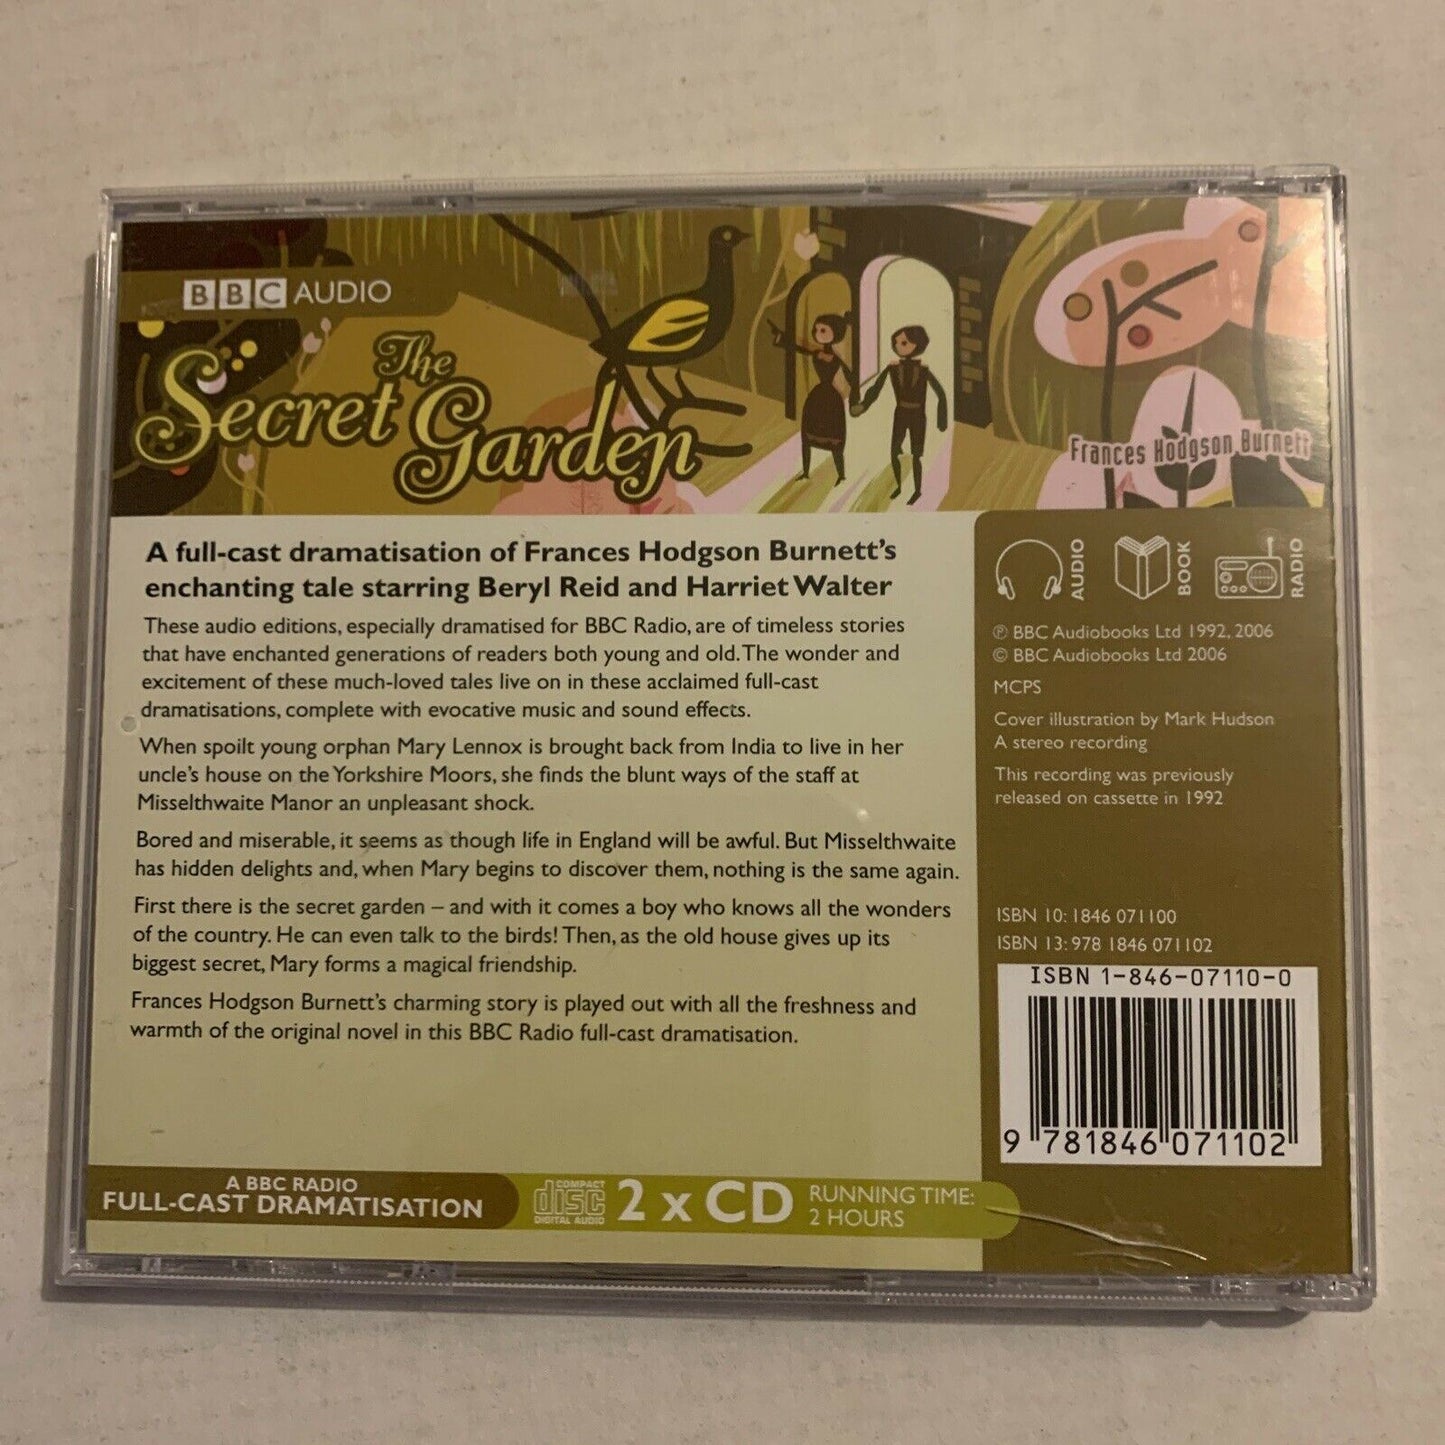 BBC AUDIO
The
Secret Garden
Frances Hodgson Burnett
A full-cast dramatisation of Frances Hodgson Burnett's
enchanting tale starring Beryl Reid and Harriet Walter
These audio editions, especially dramatised for BBC Radio, are of timeless stories
that have enchanted generations of readers both young and old. The wonder and
excitement of these much-loved tales live on in these acclaimed full-cast
dramatisations, complete with evocative music and sound effects.
When spoilt young orphan Mary Lennox is brought back from India to live in her
uncle's house on the Yorkshire Moors, she finds the blunt ways of the staff at
Misselthwaite Manor an unpleasant shock.
Bored and miserable, it seems as though life in England will be awful. But Misselthwaite
has hidden delights and, when Mary begins to discover them, nothing is the same again.
First there is the secret garden – and with it comes a boy who knows all the wonders
of the country. He can even talk to the birds! Then, as the old house gives up its
biggest secret, Mary forms a magical friendship.
Frances Hodgson Burnett's charming story is played out with all the freshness and
warmth of the original novel in this BBC Radio full-cast dramatisation.
A BBC RADIO
FULL-CAST DRAMATISATION
COMPACT
disc
DIGITAL AUDIO
2 x CD
RUNNING TIME:
2 HOURS
AUDIO
BOOK
RADIO
℗ BBC Audiobooks Ltd 1992, 2006
© BBC Audiobooks Ltd 2006
MCPS
Cover illustration by Mark Hudson
A stereo recording
This recording was previously
released on cassette in 1992
ISBN 10: 1846 071100
ISBN 13: 978 1846 071102
ISBN 1-846-07110-0
9 781846 071102